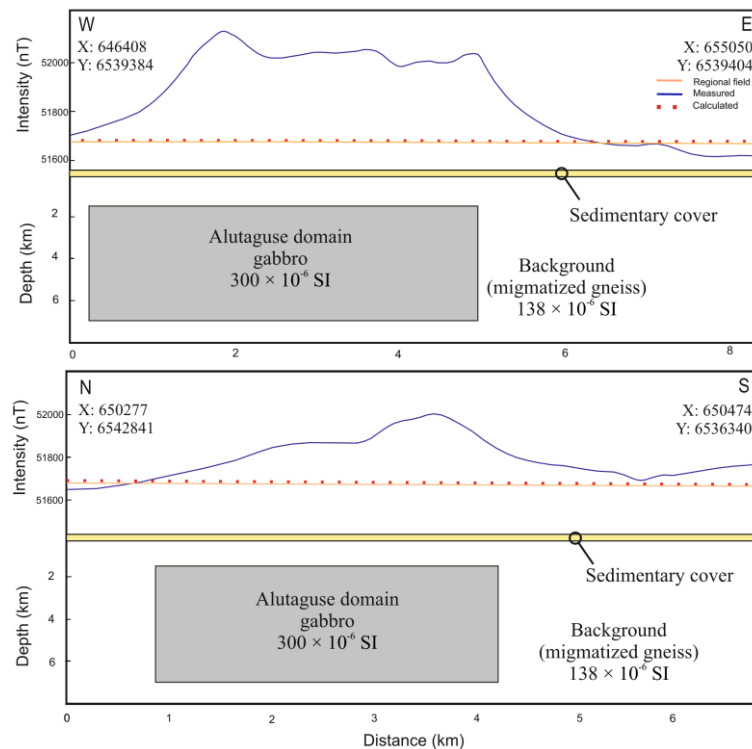 W
E
X: 646408
Y: 6539384
X: 655050
Y: 6539404
Regional field
Measured
Calculated
Intensity (nT)
52000
51800
51600
Sedimentary cover
Depth (km)
2
4
6
Alutaguse domain
gabbro
300 × 10⁻⁶ SI
Background
(migmatized gneiss)
138 × 10⁻⁶ SI
0
2
4
6
8
N
S
X: 650277
Y: 6542841
X: 650474
Y: 6536340
Intensity (nT)
52000
51800
51600
Sedimentary cover
Depth (km)
2
4
6
Alutaguse domain
gabbro
300 × 10⁻⁶ SI
Background
(migmatized gneiss)
138 × 10⁻⁶ SI
0
1
2
3
4
5
6
Distance (km)